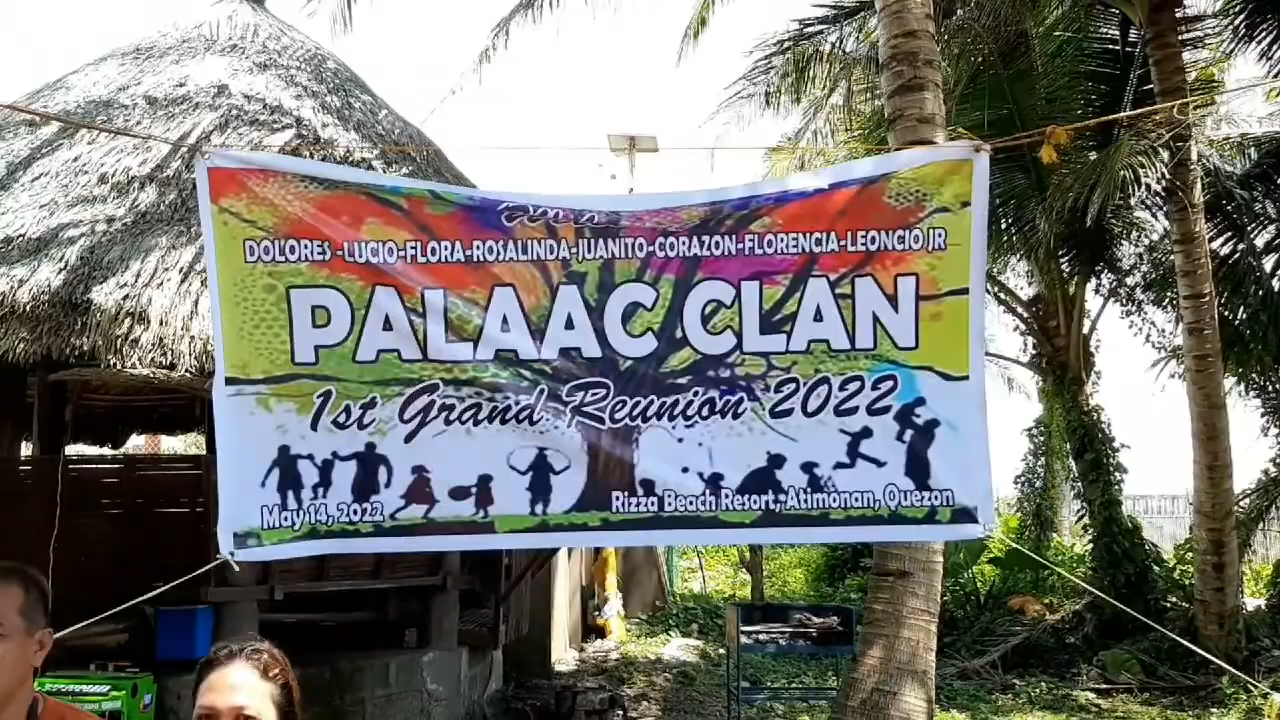 DOLORES -LUCIO-FLORA-ROSALINDA-JUANITO-CORAZON-FLORENCIA-LEONCIO JR
PALAAC CLAN
1st Grand Reunion 2022
May 14, 2022
Rizza Beach Resort, Atimonan, Quezon